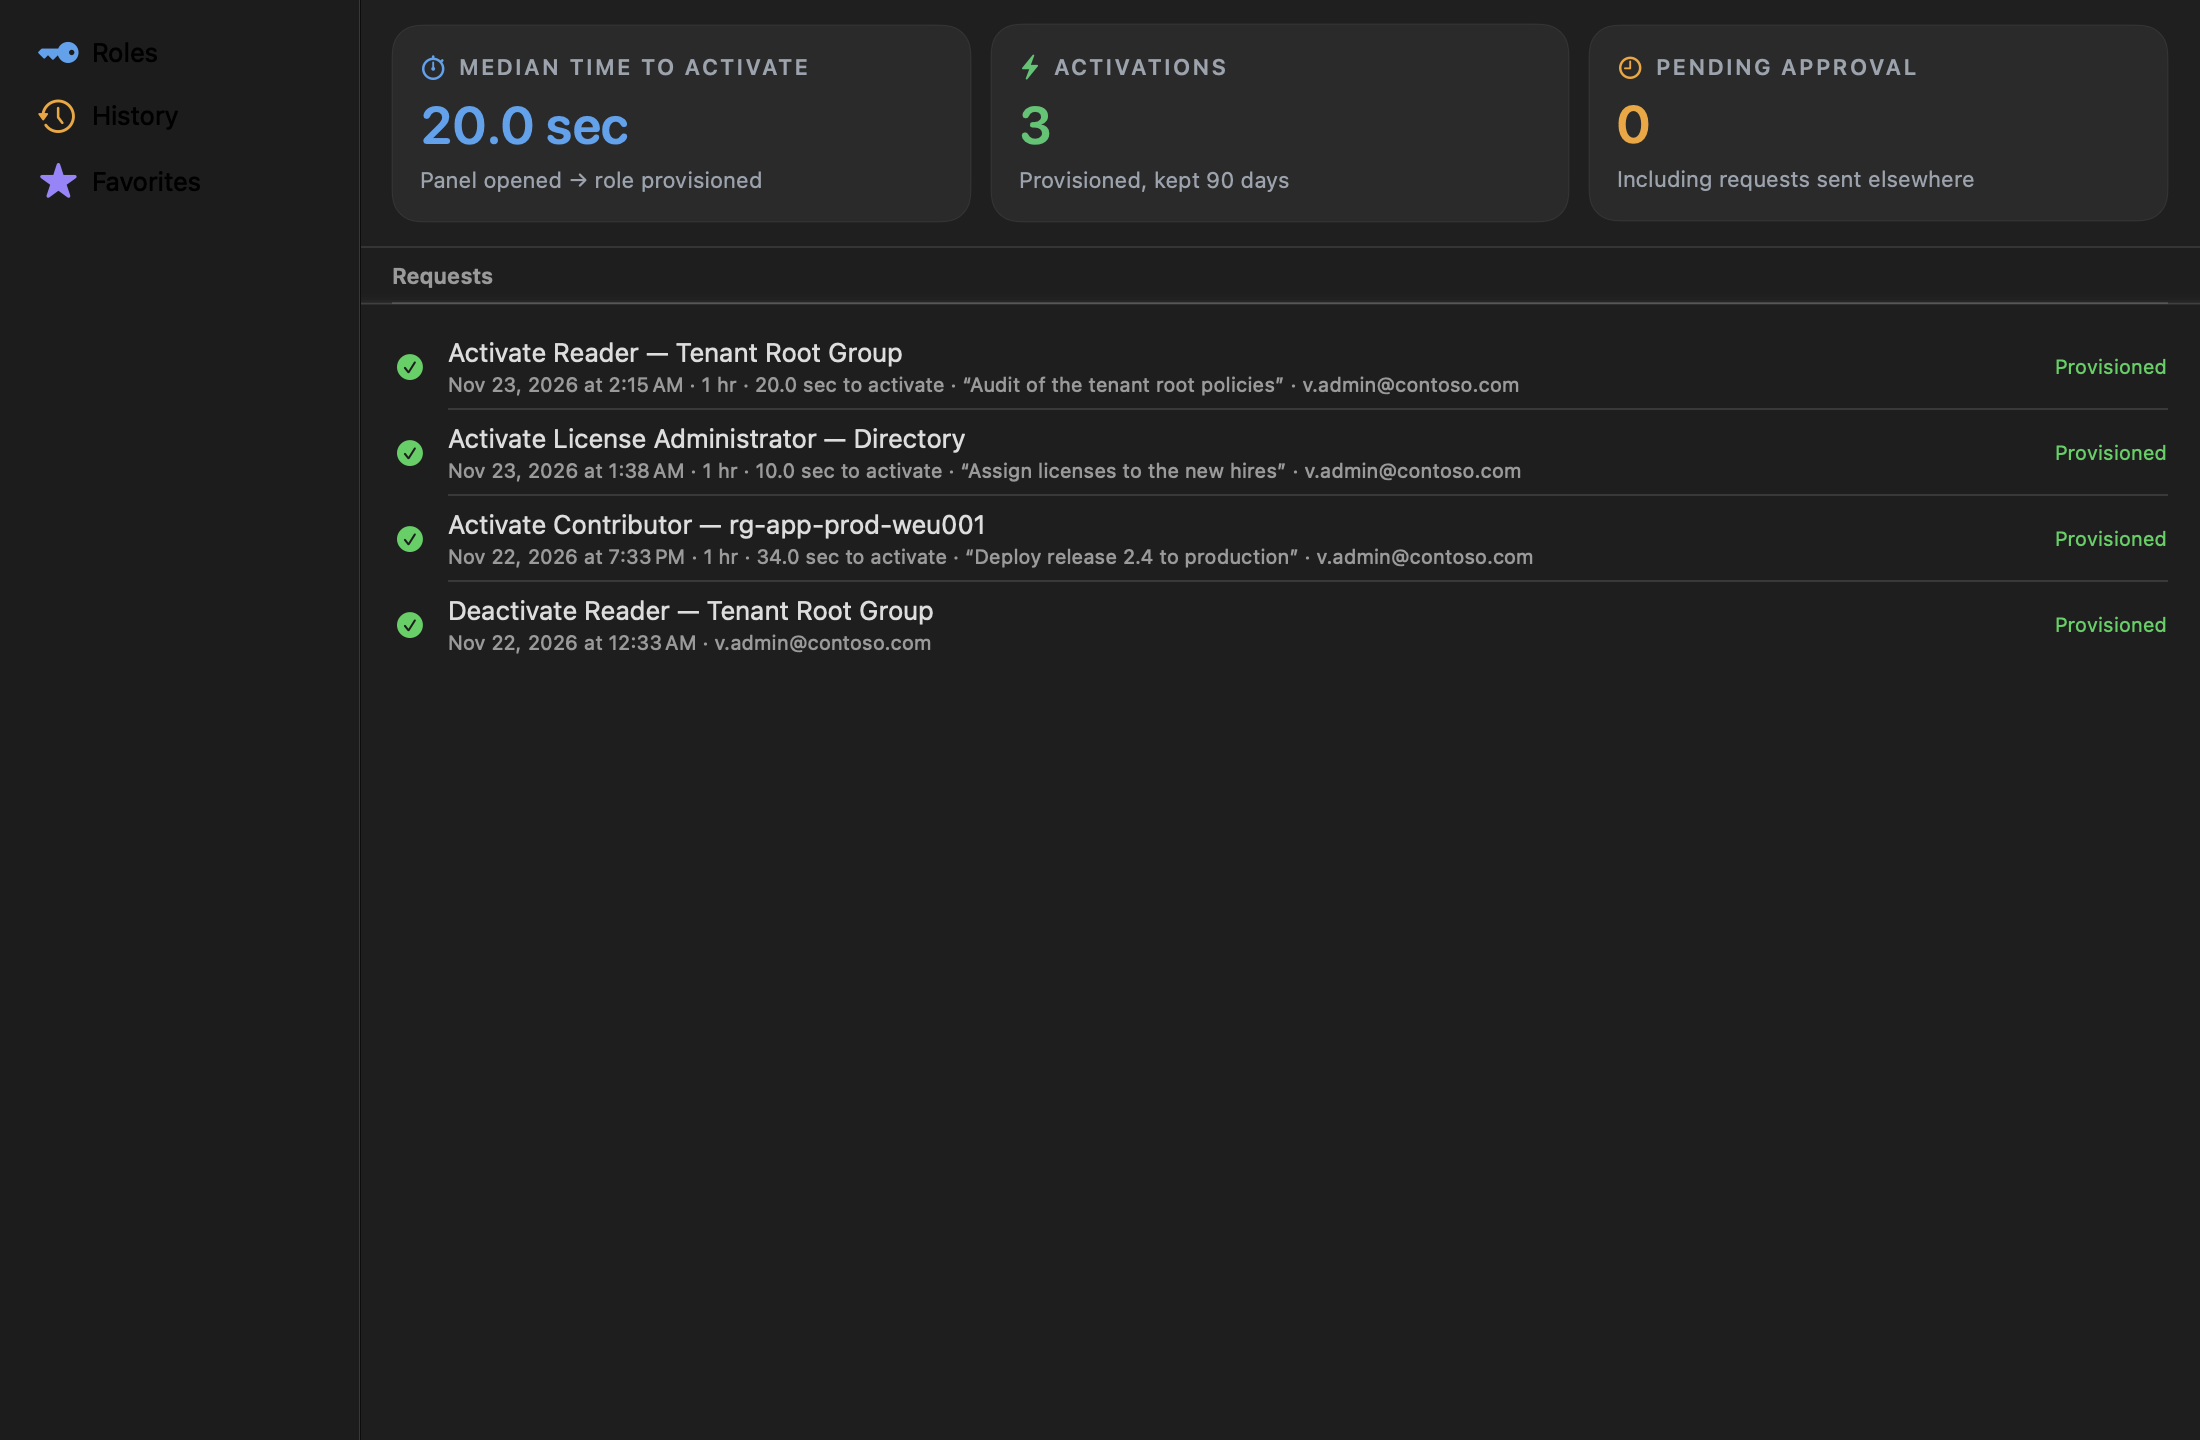 Roles
History
Favorites
MEDIAN TIME TO ACTIVATE
20.0 sec
Panel opened → role provisioned
ACTIVATIONS
3
Provisioned, kept 90 days
PENDING APPROVAL
0
Including requests sent elsewhere
Requests
Activate Reader — Tenant Root Group
Nov 23, 2026 at 2:15 AM · 1 hr · 20.0 sec to activate · “Audit of the tenant root policies” · v.admin@contoso.com
Provisioned
Activate License Administrator — Directory
Nov 23, 2026 at 1:38 AM · 1 hr · 10.0 sec to activate · “Assign licenses to the new hires” · v.admin@contoso.com
Provisioned
Activate Contributor — rg-app-prod-weu001
Nov 22, 2026 at 7:33 PM · 1 hr · 34.0 sec to activate · “Deploy release 2.4 to production” · v.admin@contoso.com
Provisioned
Deactivate Reader — Tenant Root Group
Nov 22, 2026 at 12:33 AM · v.admin@contoso.com
Provisioned